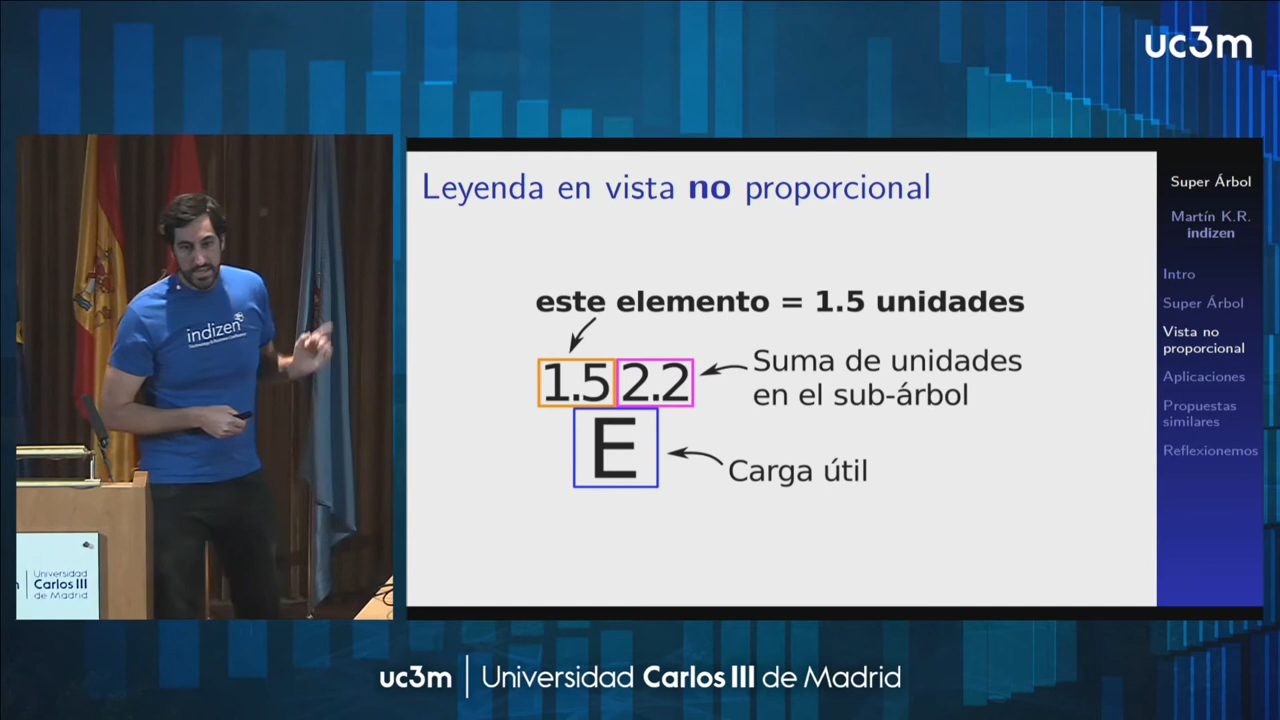 uc3m
Leyenda en vista no proporcional
este elemento = 1.5 unidades
1.5 2.2
Suma de unidades
en el sub-árbol
E
Carga útil
Super Árbol
Martín K.R.
indizen
Intro
Super Árbol
Vista no
proporcional
Aplicaciones
Propuestas
similares
Reflexionemos
indizen
Universidad
Carlos III
de Madrid
uc3m | Universidad Carlos III de Madrid